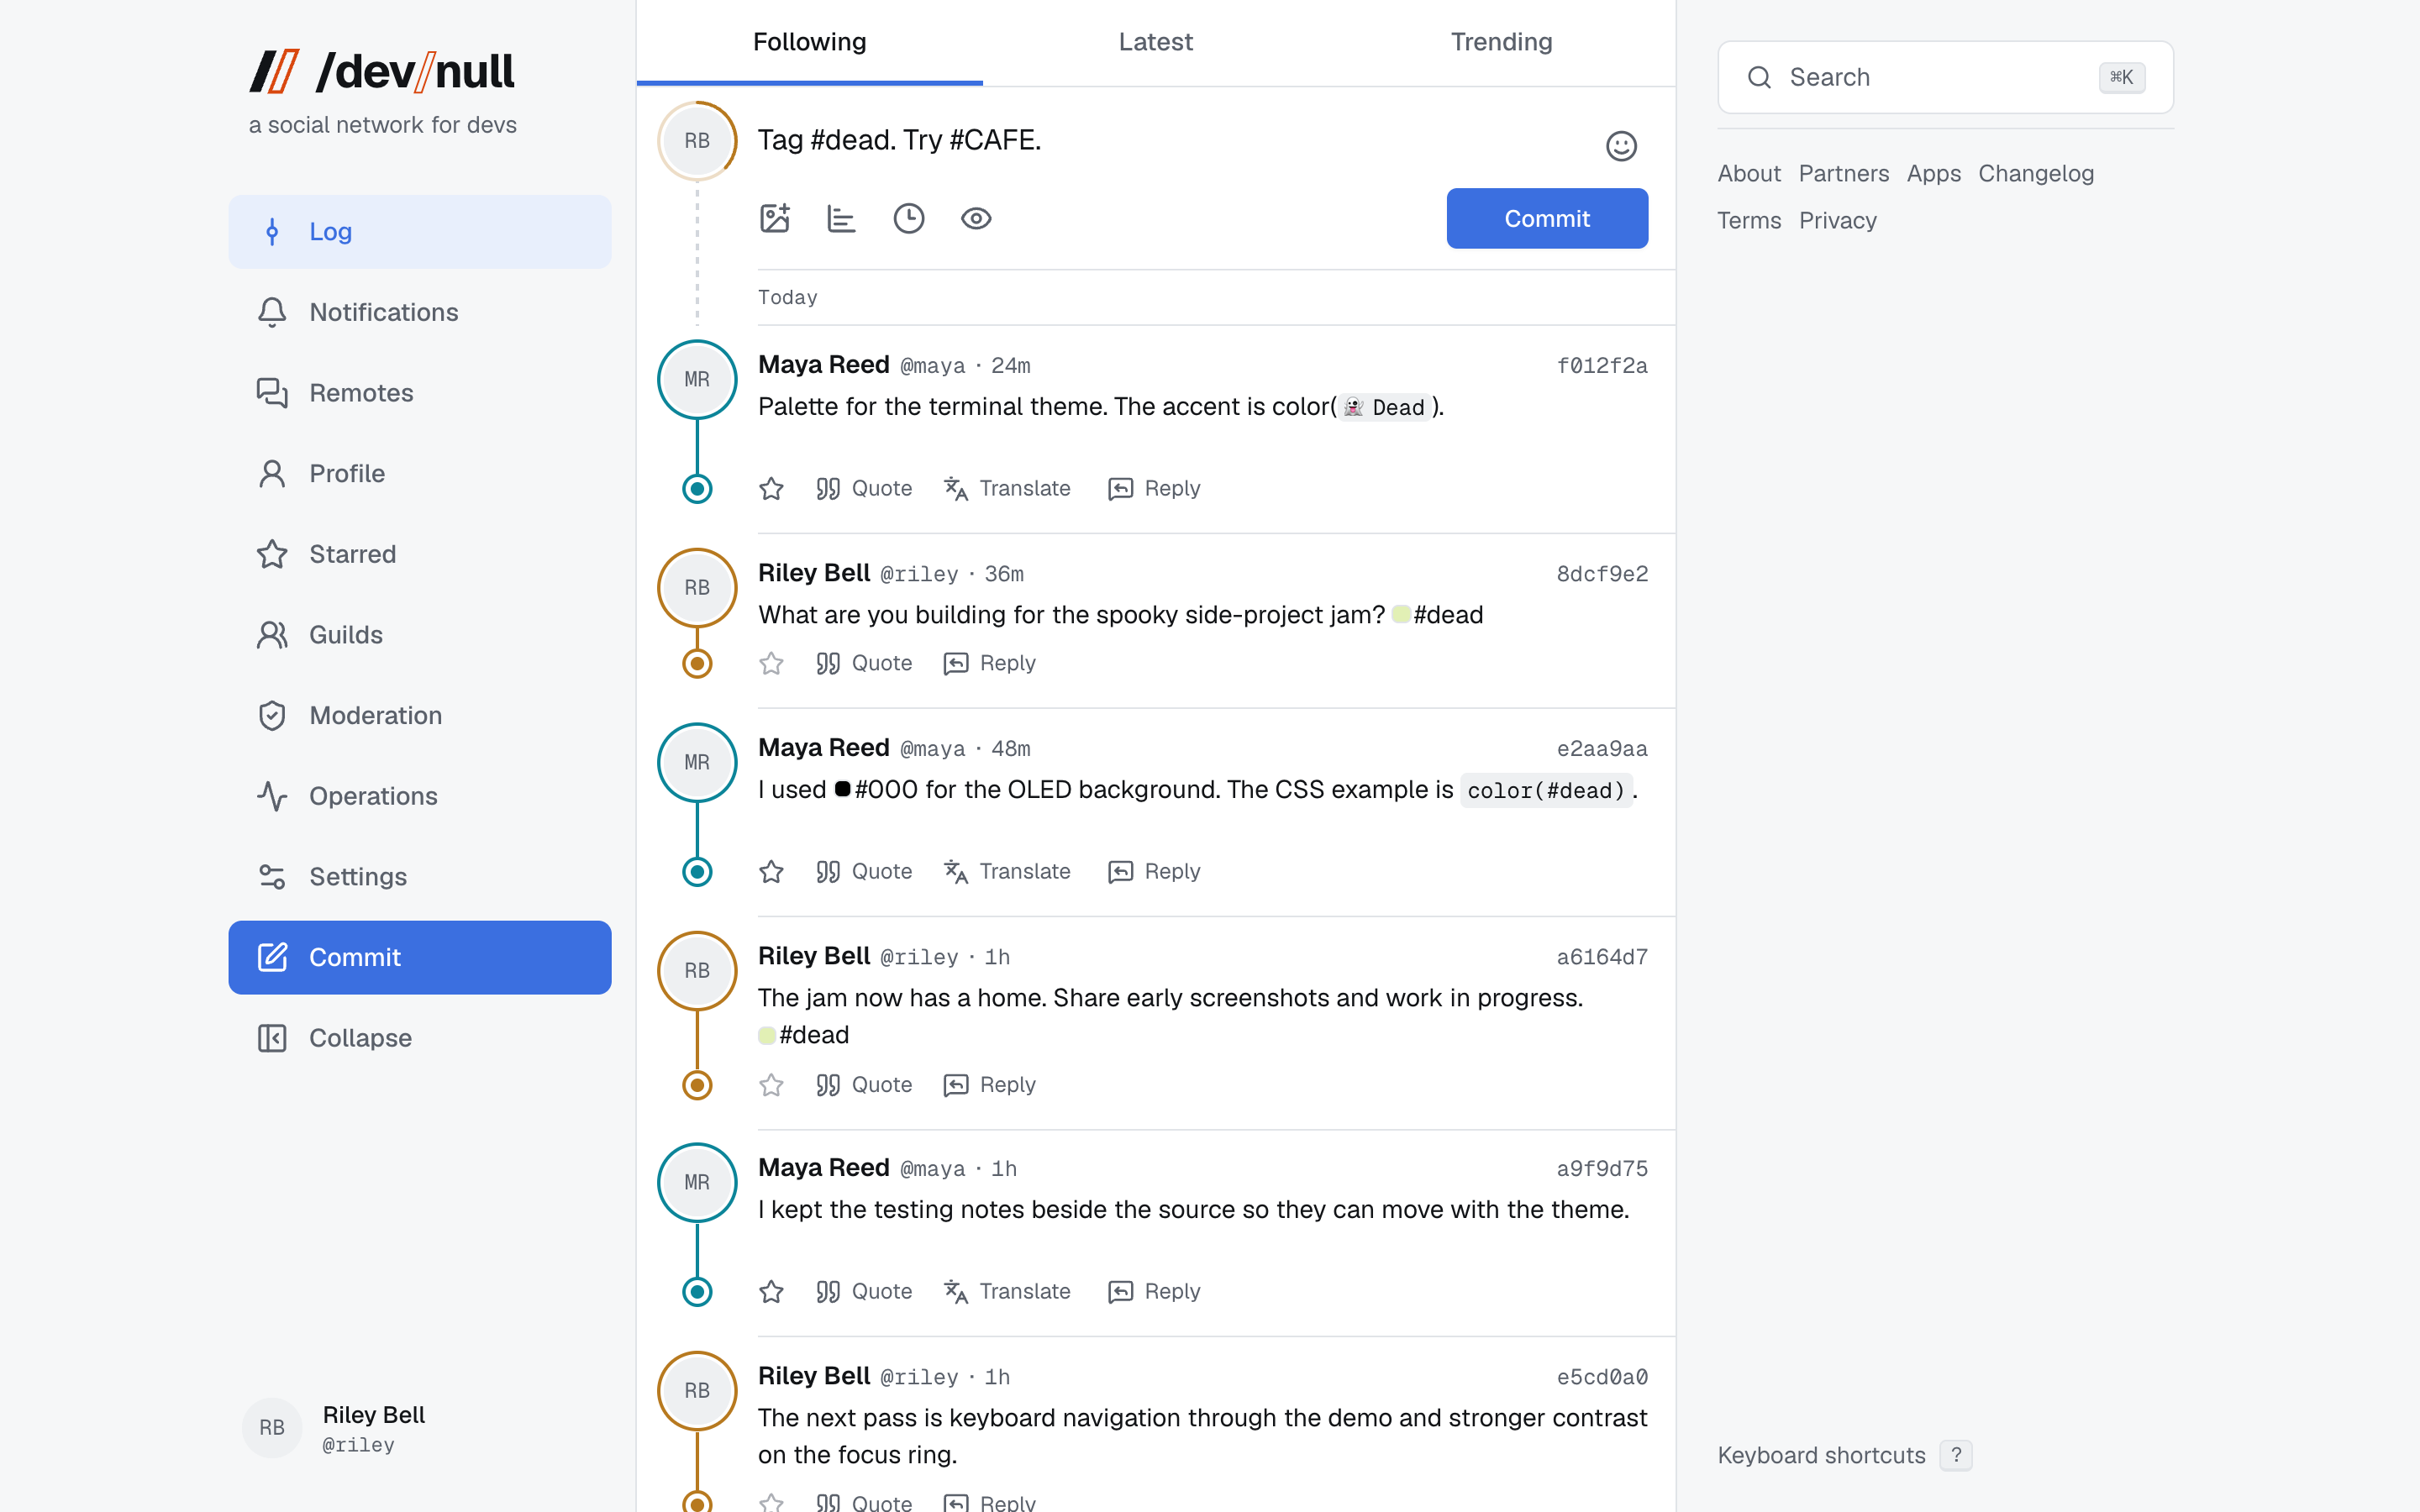 /dev/null
a social network for devs
Log
Notifications
Remotes
Profile
Starred
Guilds
Moderation
Operations
Settings
Commit
Collapse
RB
Riley Bell
@riley
Following
Latest
Trending
RB
Tag #dead. Try #CAFE.
Commit
Today
MR
Maya Reed @maya · 24m
f012f2a
Palette for the terminal theme. The accent is color(👻 Dead).
Quote
Translate
Reply
RB
Riley Bell @riley · 36m
8dcf9e2
What are you building for the spooky side-project jam? #dead
Quote
Reply
MR
Maya Reed @maya · 48m
e2aa9aa
I used #000 for the OLED background. The CSS example is color(#dead).
Quote
Translate
Reply
RB
Riley Bell @riley · 1h
a6164d7
The jam now has a home. Share early screenshots and work in progress.
#dead
Quote
Reply
MR
Maya Reed @maya · 1h
a9f9d75
I kept the testing notes beside the source so they can move with the theme.
Quote
Translate
Reply
RB
Riley Bell @riley · 1h
e5cd0a0
The next pass is keyboard navigation through the demo and stronger contrast
on the focus ring.
Quote
Reply
Search
⌘K
About Partners Apps Changelog
Terms Privacy
Keyboard shortcuts ?